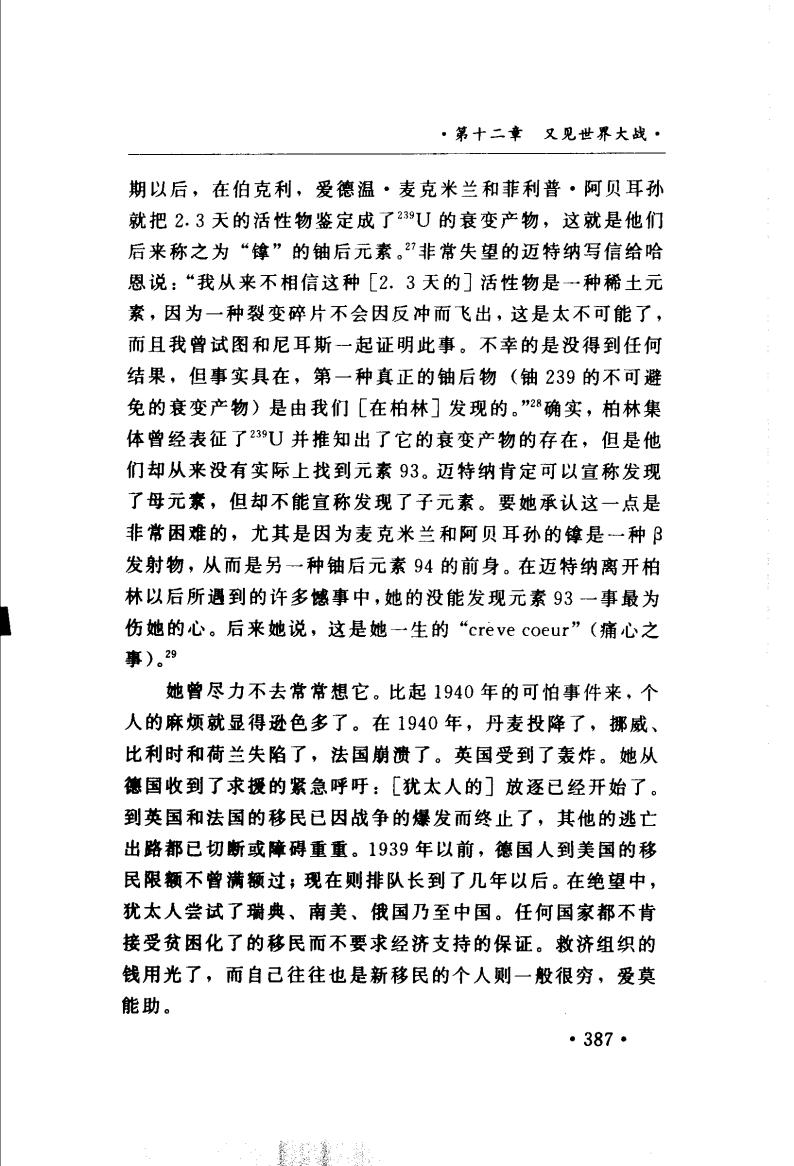 ·第十二章 又见世界大战·
期以后，在伯克利，爱德温·麦克米兰和菲利普·阿贝耳孙
就把 2.3 天的活性物鉴定成了²³⁹U 的衰变产物，这就是他们
后来称之为“镎”的铀后元素。²⁷非常失望的迈特纳写信给哈
恩说：“我从来不相信这种［2.3 天的］活性物是一种稀土元
素，因为一种裂变碎片不会因反冲而飞出，这是太不可能了，
而且我曾试图和尼耳斯一起证明此事。不幸的是没得到任何
结果，但事实具在，第一种真正的铀后物（铀 239 的不可避
免的衰变产物）是由我们［在柏林］发现的。”²⁸确实，柏林集
体曾经表征了²³⁹U 并推知出了它的衰变产物的存在，但是他
们却从来没有实际上找到元素 93。迈特纳肯定可以宣称发现
了母元素，但却不能宣称发现了子元素。要她承认这一点是
非常困难的，尤其是因为麦克米兰和阿贝耳孙的镎是一种 β
发射物，从而是另一种铀后元素 94 的前身。在迈特纳离开柏
林以后所遇到的许多憾事中，她的没能发现元素 93 一事最为
伤她的心。后来她说，这是她一生的“crève coeur”（痛心之
事）。²⁹
她曾尽力不去常常想它。比起 1940 年的可怕事件来，个
人的麻烦就显得逊色多了。在 1940 年，丹麦投降了，挪威、
比利时和荷兰失陷了，法国崩溃了。英国受到了轰炸。她从
德国收到了求援的紧急呼吁：［犹太人的］放逐已经开始了。
到英国和法国的移民已因战争的爆发而终止了，其他的逃亡
出路都已切断或障碍重重。1939 年以前，德国人到美国的移
民限额不曾满额过；现在则排队长到了几年以后。在绝望中，
犹太人尝试了瑞典、南美、俄国乃至中国。任何国家都不肯
接受贫困化了的移民而不要求经济支持的保证。救济组织的
钱用光了，而自己往往也是新移民的个人则一般很穷，爱莫
能助。
·387·